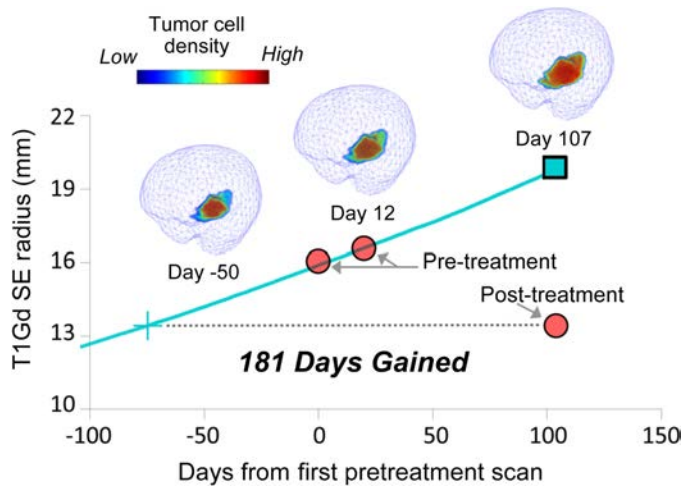 Tumor cell
density
Low
High
T1Gd SE radius (mm)
22
19
16
13
10
Day 107
Day 12
Day -50
Pre-treatment
Post-treatment
181 Days Gained
-100
-50
0
50
100
150
Days from first pretreatment scan